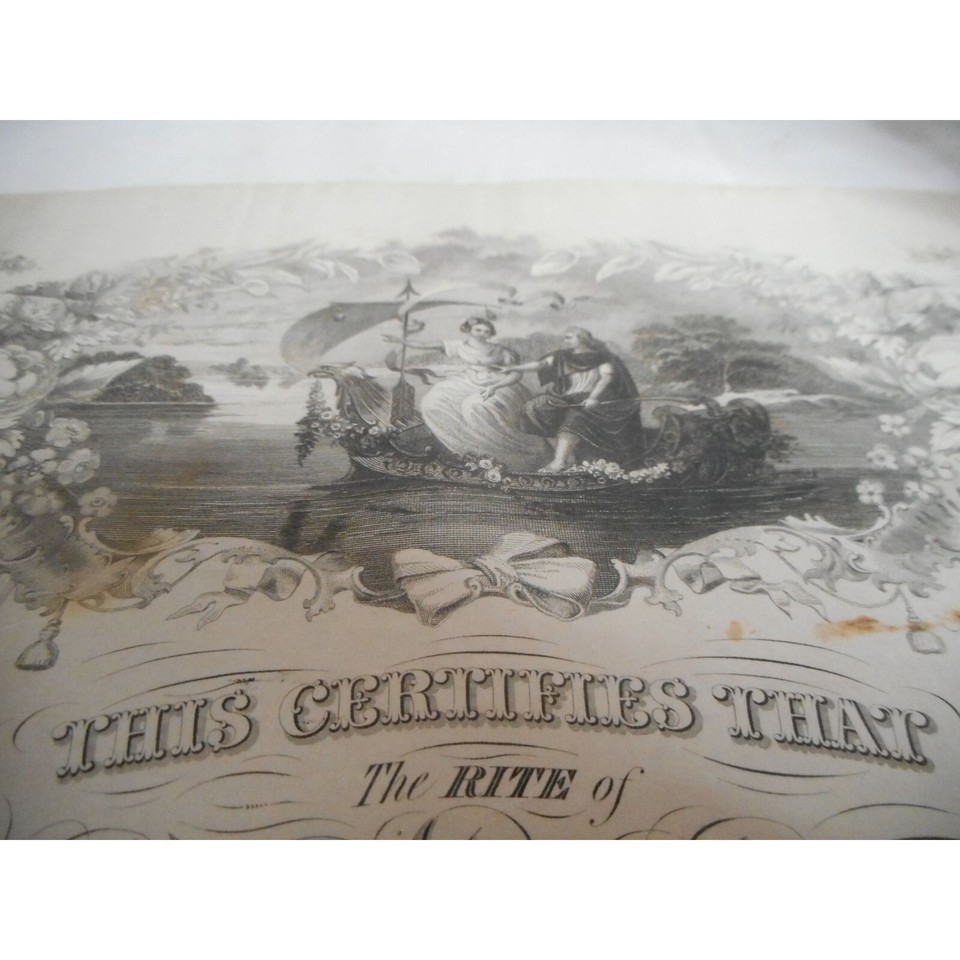 THIS CERTIFIES THAT
The RITE of